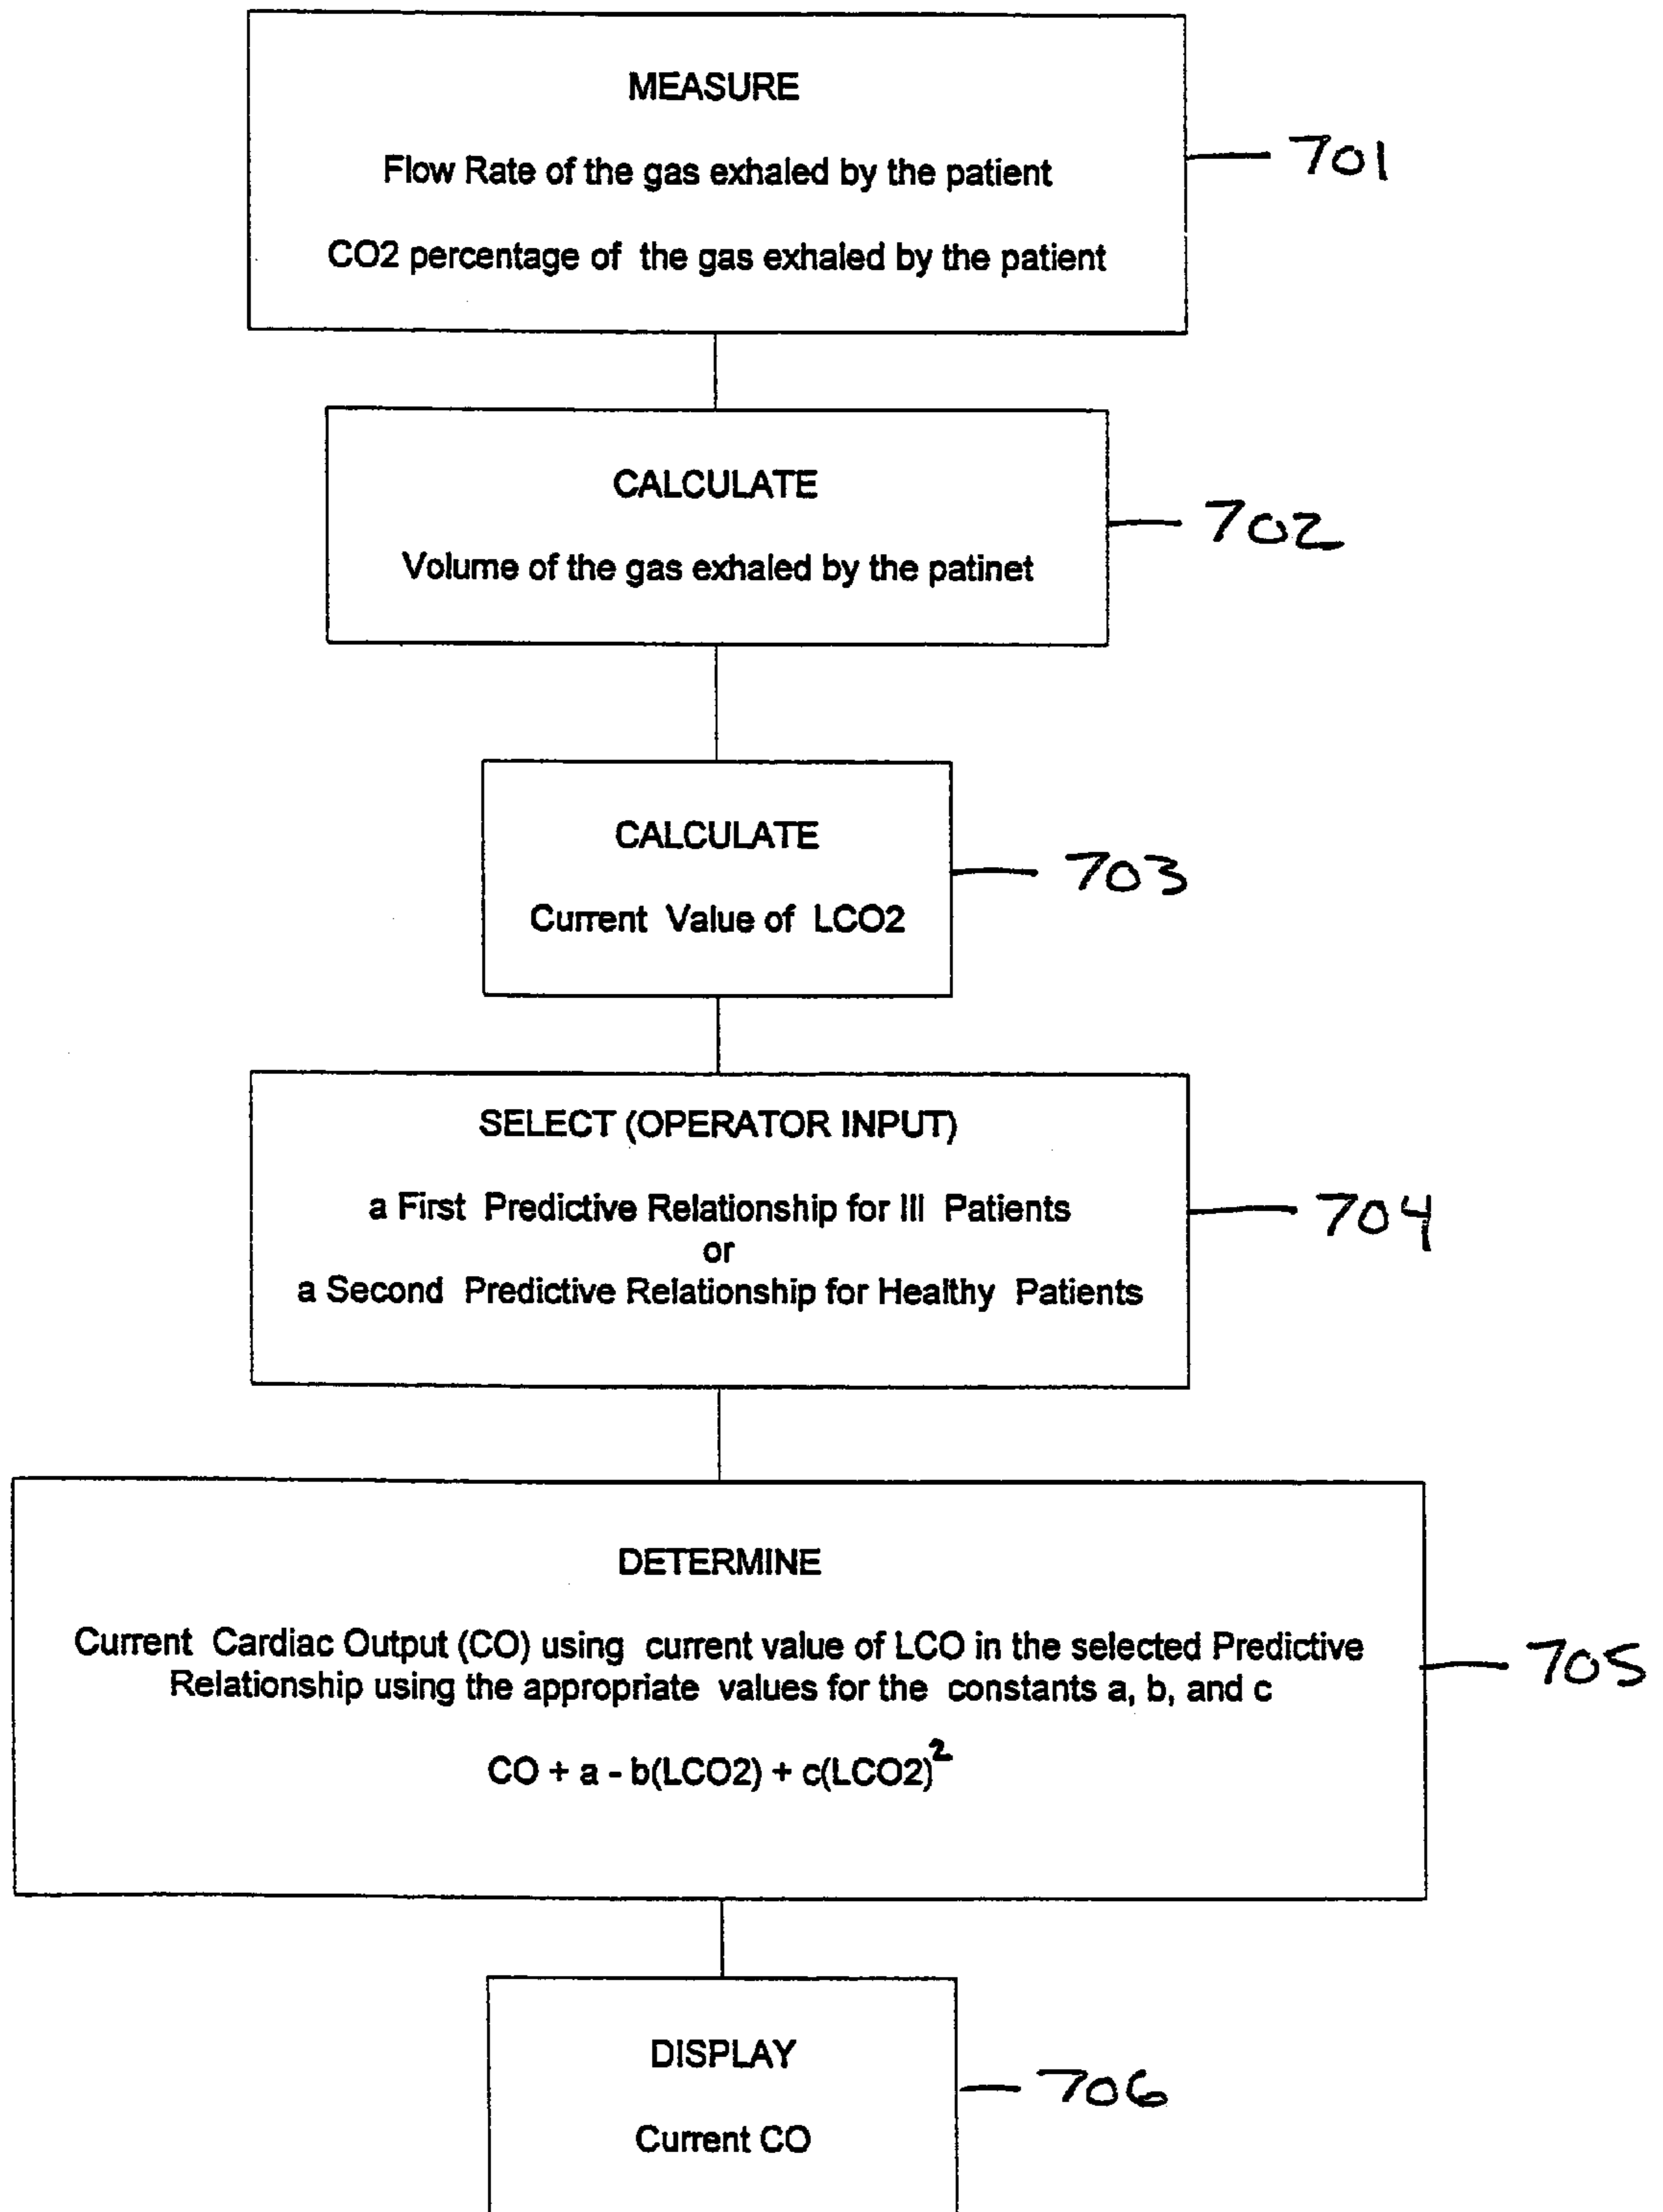 MEASURE
Flow Rate of the gas exhaled by the patient
CO2 percentage of the gas exhaled by the patient
701
CALCULATE
Volume of the gas exhaled by the patinet
702
CALCULATE
Current Value of LCO2
703
SELECT (OPERATOR INPUT)
a First Predictive Relationship for Ill Patients
or
a Second Predictive Relationship for Healthy Patients
704
DETERMINE
Current Cardiac Output (CO) using current value of LCO in the selected Predictive
Relationship using the appropriate values for the constants a, b, and c
CO + a - b(LCO2) + c(LCO2)²
705
DISPLAY
Current CO
706